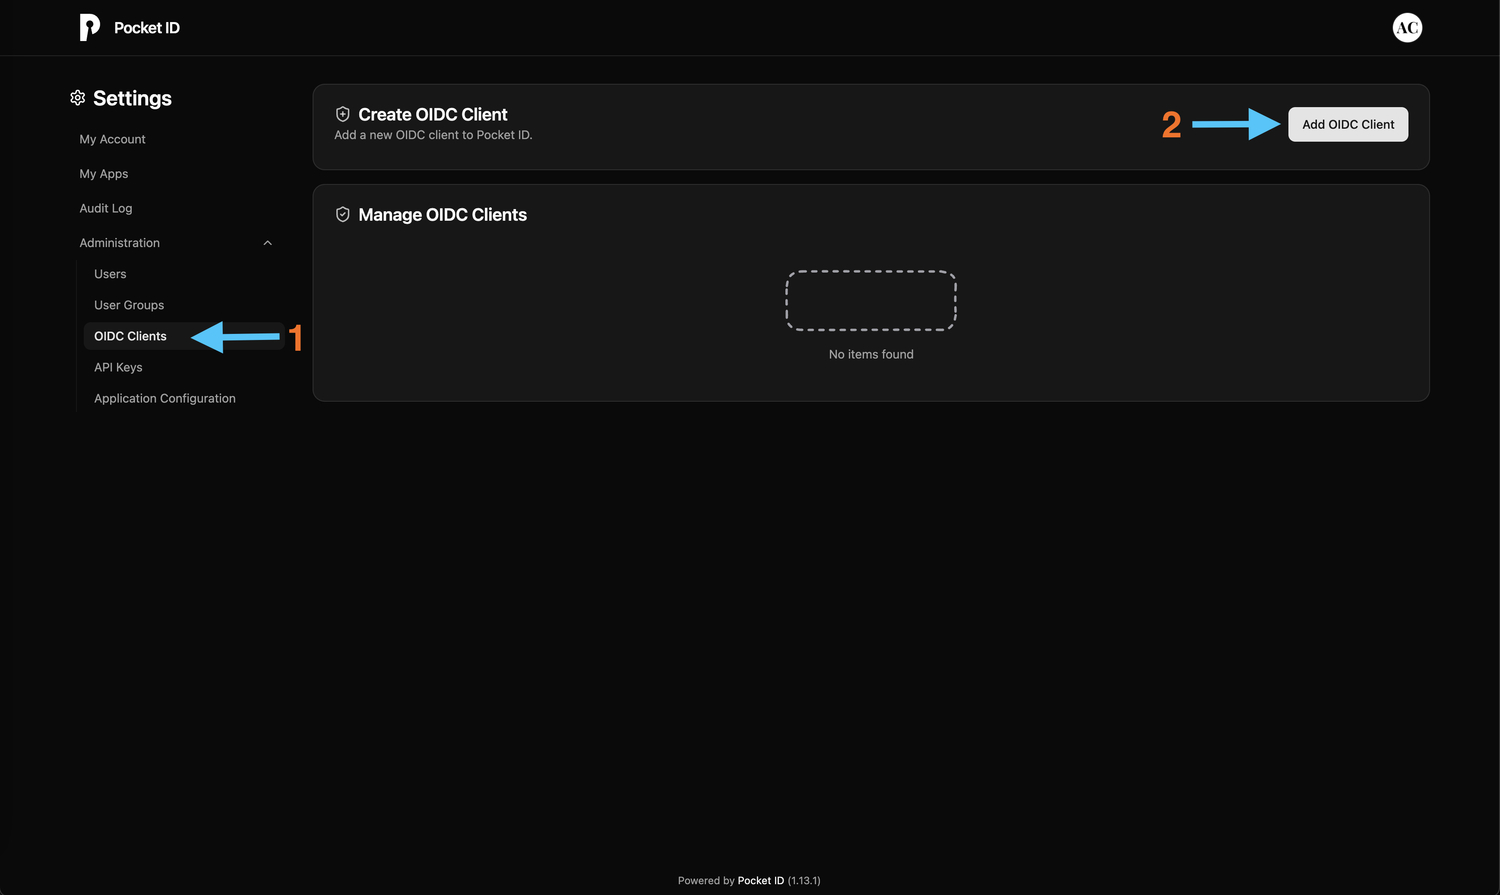 Pocket ID
AC
Settings
My Account
My Apps
Audit Log
Administration
Users
User Groups
OIDC Clients
1
API Keys
Application Configuration
Create OIDC Client
Add a new OIDC client to Pocket ID.
2
Add OIDC Client
Manage OIDC Clients
No items found
Powered by Pocket ID (1.13.1)